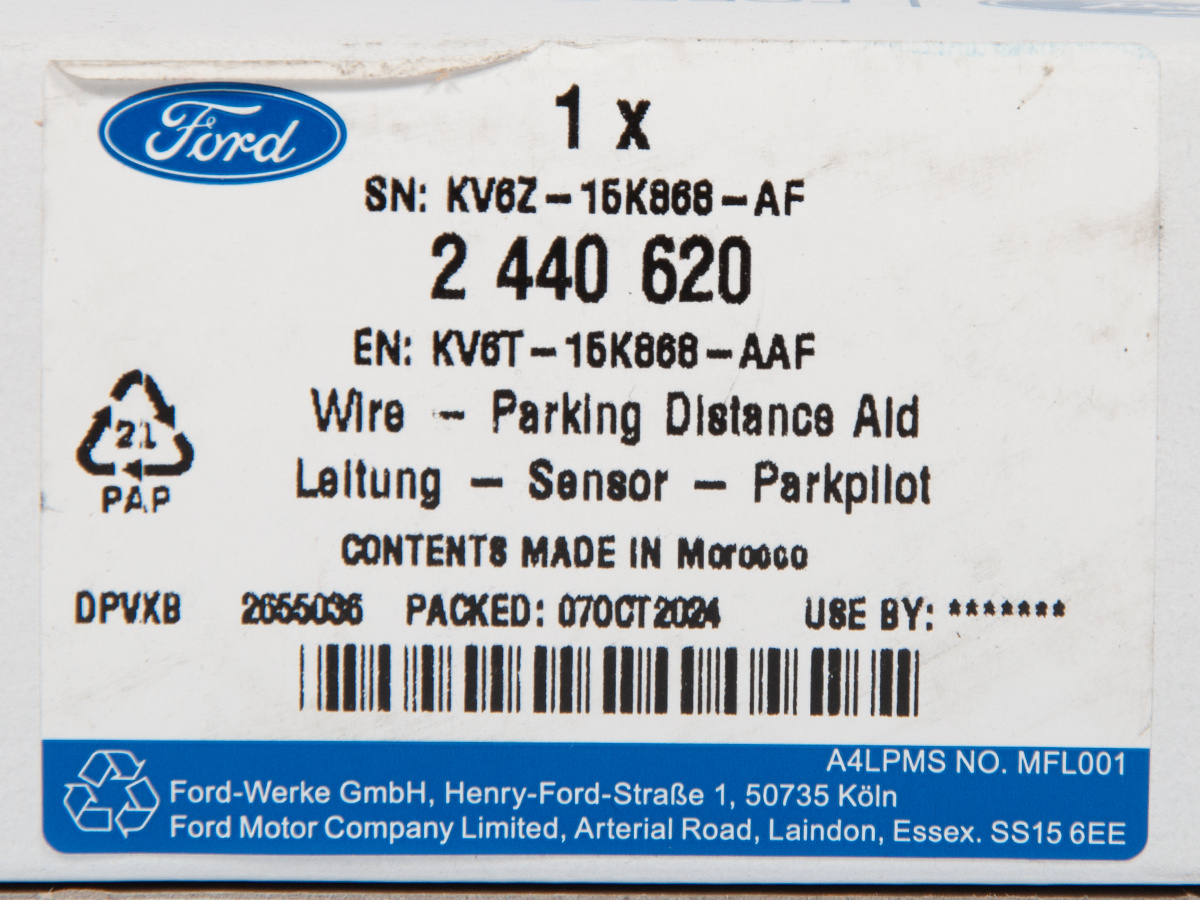 Ford
1 x
SN: KV6Z-15K868-AF
2 440 620
EN: KV6T-15K868-AAF
Wire - Parking Distance Aid
Leitung - Sensor - Parkpilot
21
PAP
CONTENTS MADE IN Morocco
DPVXB 2655036 PACKED: 07OCT2024 USE BY: *******
A4LPMS NO. MFL001
Ford-Werke GmbH, Henry-Ford-Straße 1, 50735 Köln
Ford Motor Company Limited, Arterial Road, Laindon, Essex. SS15 6EE